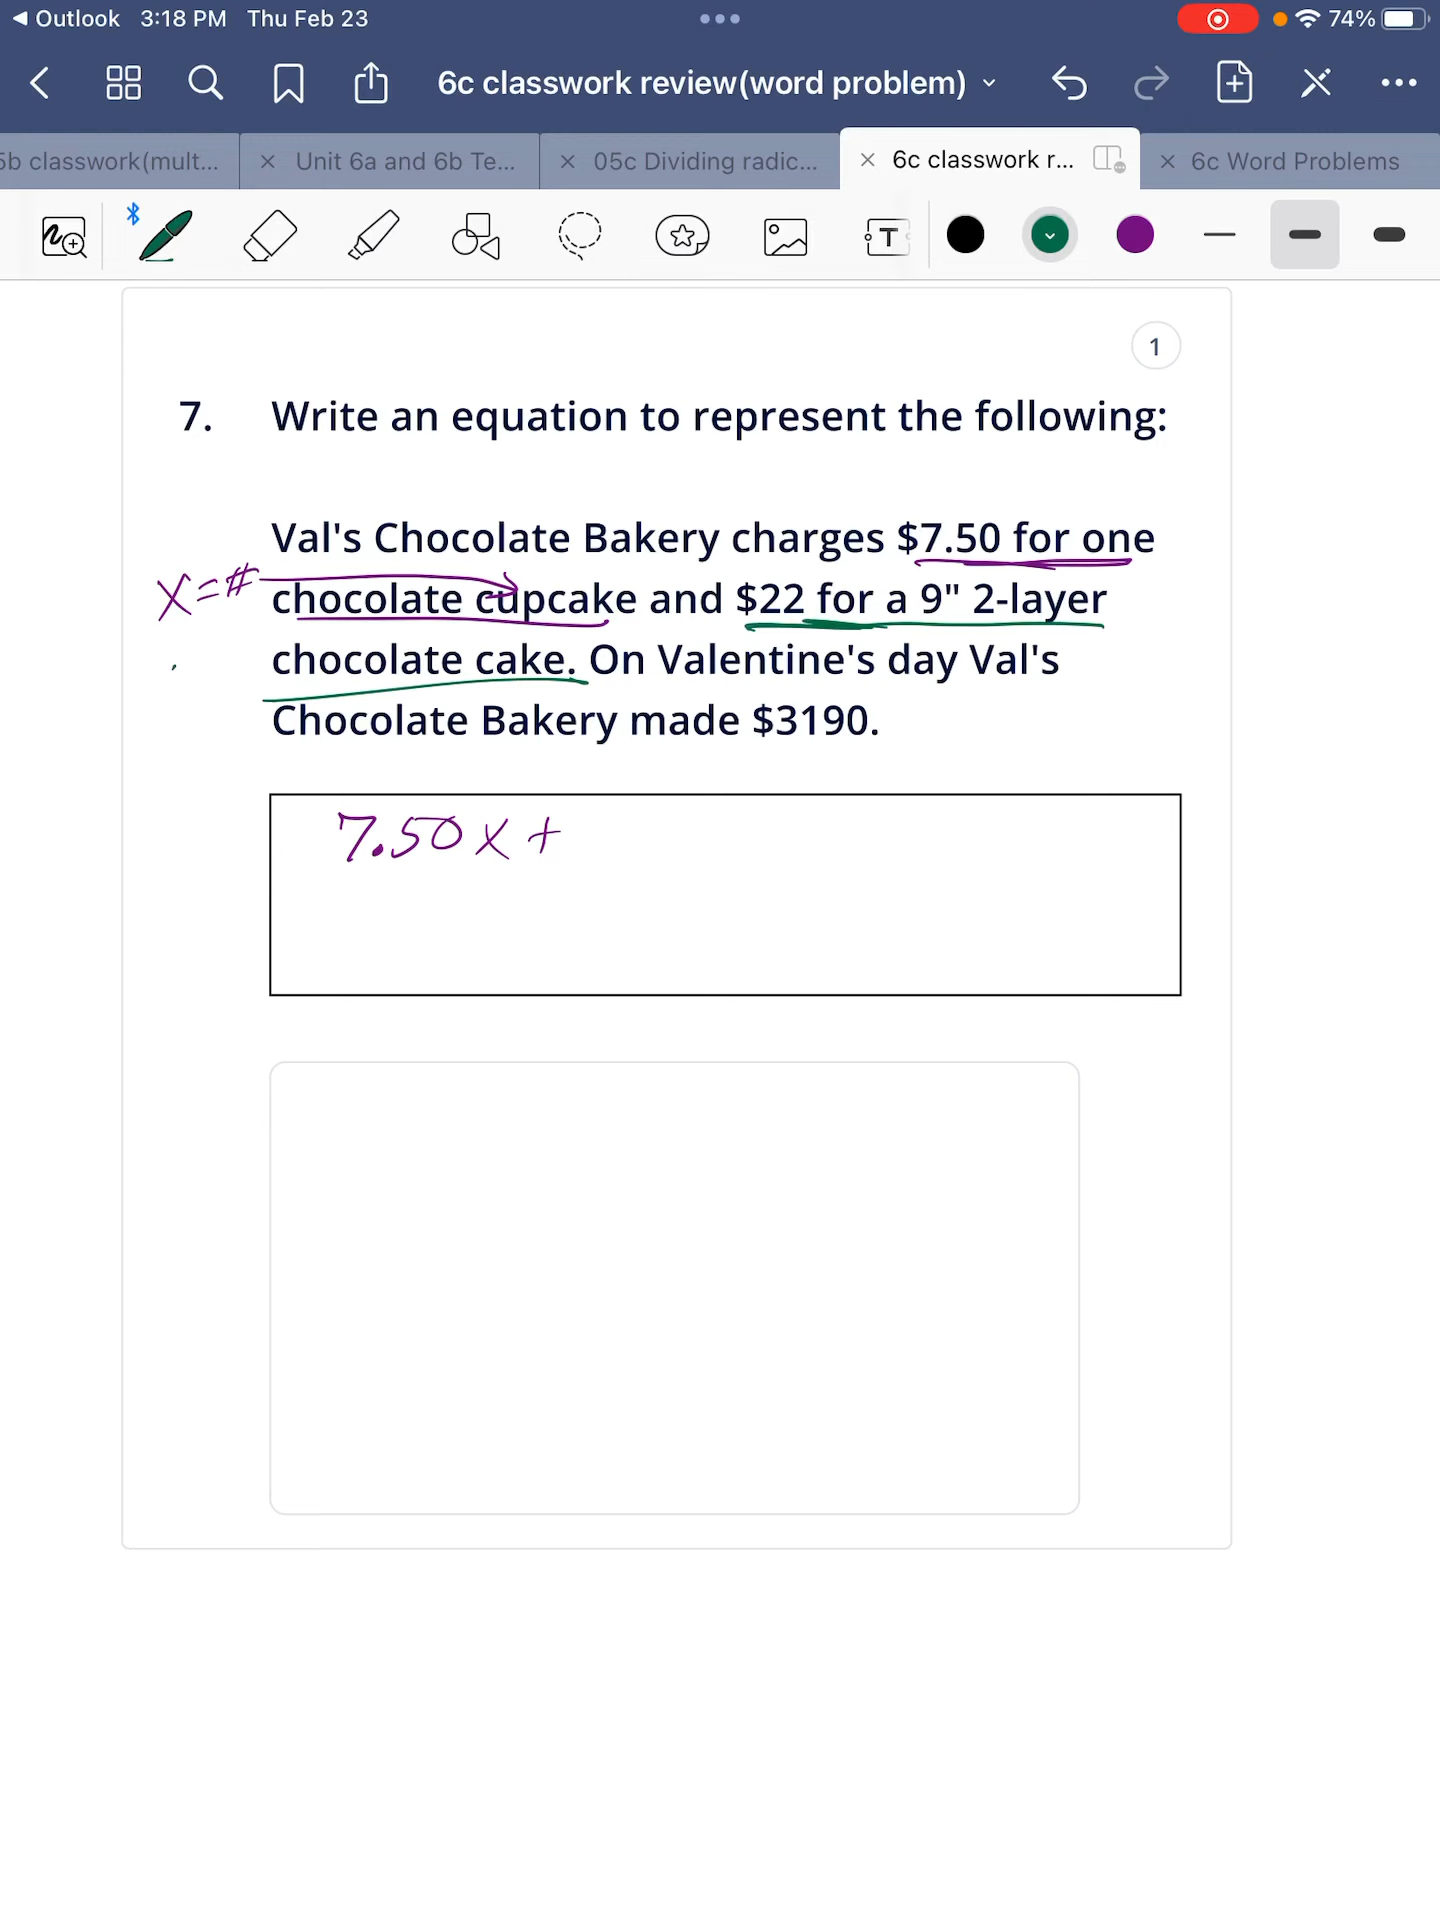 Outlook 3:18 PM Thu Feb 23 74%
6c classwork review(word problem)
5b classwork(mult... × Unit 6a and 6b Te... × 05c Dividing radic... × 6c classwork r... × 6c Word Problems
T
1
7. Write an equation to represent the following:
Val's Chocolate Bakery charges $7.50 for one
x=# chocolate cupcake and $22 for a 9" 2-layer
chocolate cake. On Valentine's day Val's
Chocolate Bakery made $3190.
7.50x+